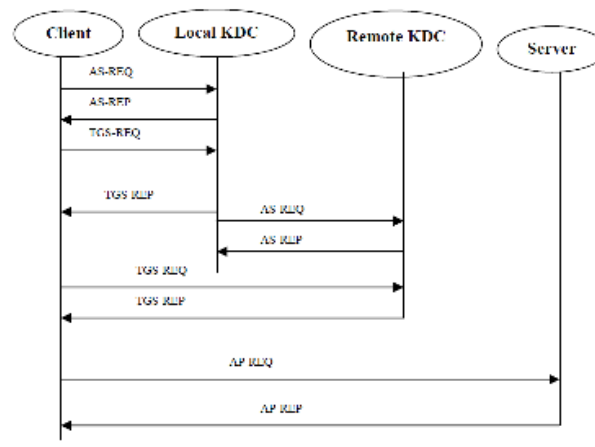 Client
Local KDC
Remote KDC
Server
AS-REQ
AS-REP
TGS-REQ
TGS REP
AS REQ
AS REP
TGS REQ
TGS REP
AP REQ
AP REP